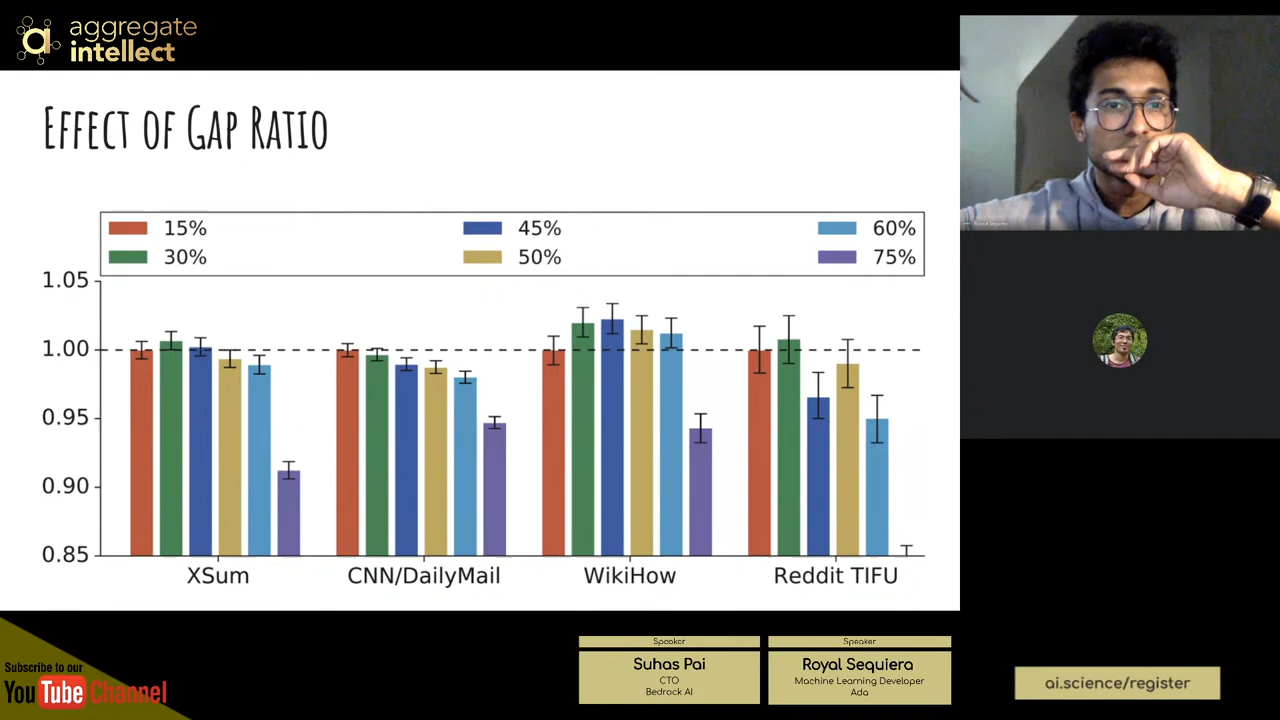 aggregate
intellect
EFFECT OF GAP RATIO
15% 45% 60%
30% 50% 75%
1.05
1.00
0.95
0.90
0.85
XSum CNN/DailyMail WikiHow Reddit TIFU
Subscribe to our
YouTube Channel
Speaker
Suhas Pai
CTO
Bedrock AI
Speaker
Royal Sequiera
Machine Learning Developer
Ada
ai.science/register